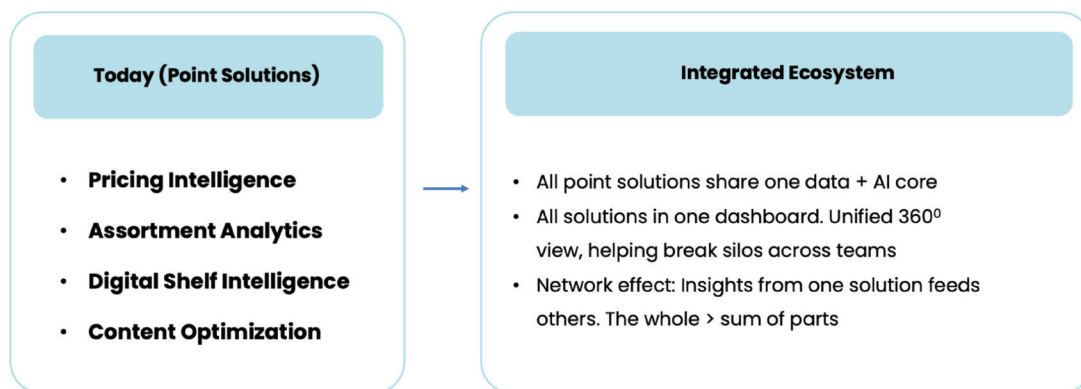 Today (Point Solutions)
• Pricing Intelligence
• Assortment Analytics
• Digital Shelf Intelligence
• Content Optimization
Integrated Ecosystem
• All point solutions share one data + AI core
• All solutions in one dashboard. Unified 360⁰
view, helping break silos across teams
• Network effect: Insights from one solution feeds
others. The whole > sum of parts